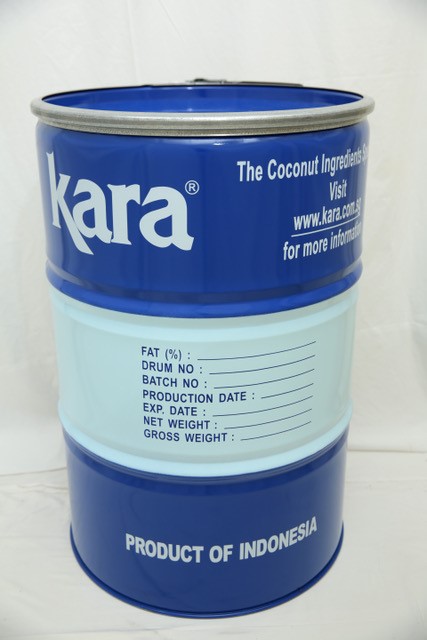 kara®
The Coconut Ingredients
Visit
www.kara.com.sg
for more information
FAT (%) :
DRUM NO :
BATCH NO :
PRODUCTION DATE :
EXP. DATE :
NET WEIGHT :
GROSS WEIGHT :
PRODUCT OF INDONESIA